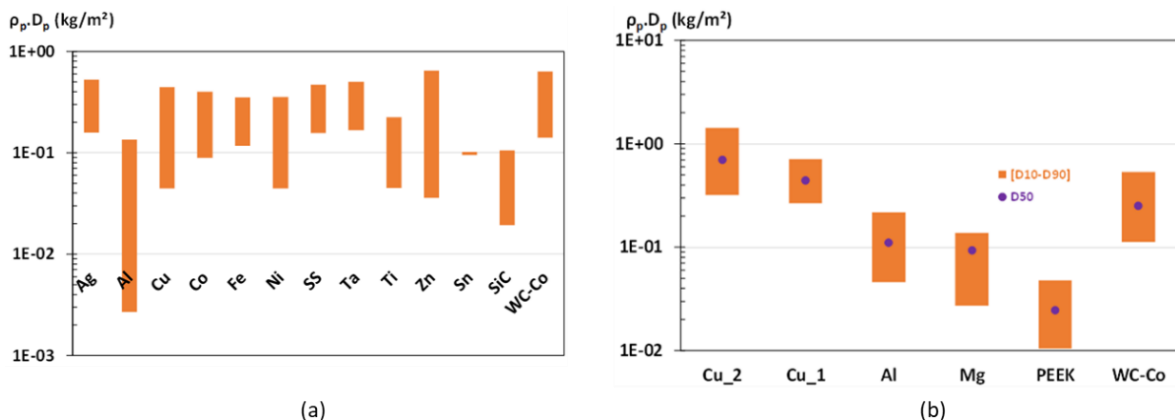 ρp.Dp (kg/m²)
1E+00
1E-01
1E-02
1E-03
Ag
Al
Cu
Co
Fe
Ni
SS
Ta
Ti
Zn
Sn
SiC
WC-Co
(a)
ρp.Dp (kg/m²)
1E+01
1E+00
1E-01
1E-02
[D10-D90]
D50
Cu_2 Cu_1 Al Mg PEEK WC-Co
(b)